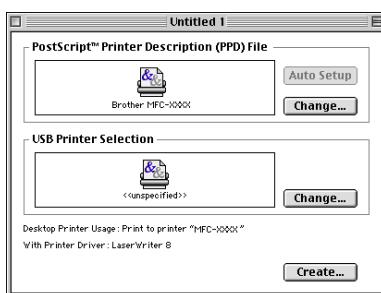 Untitled 1
PostScript™ Printer Description (PPD) File
Auto Setup
Brother MFC-XXXX
Change...
USB Printer Selection
<<unspecified>>
Change...
Desktop Printer Usage: Print to printer “MFC-XXXX”
With Printer Driver: LaserWriter 8
Create...